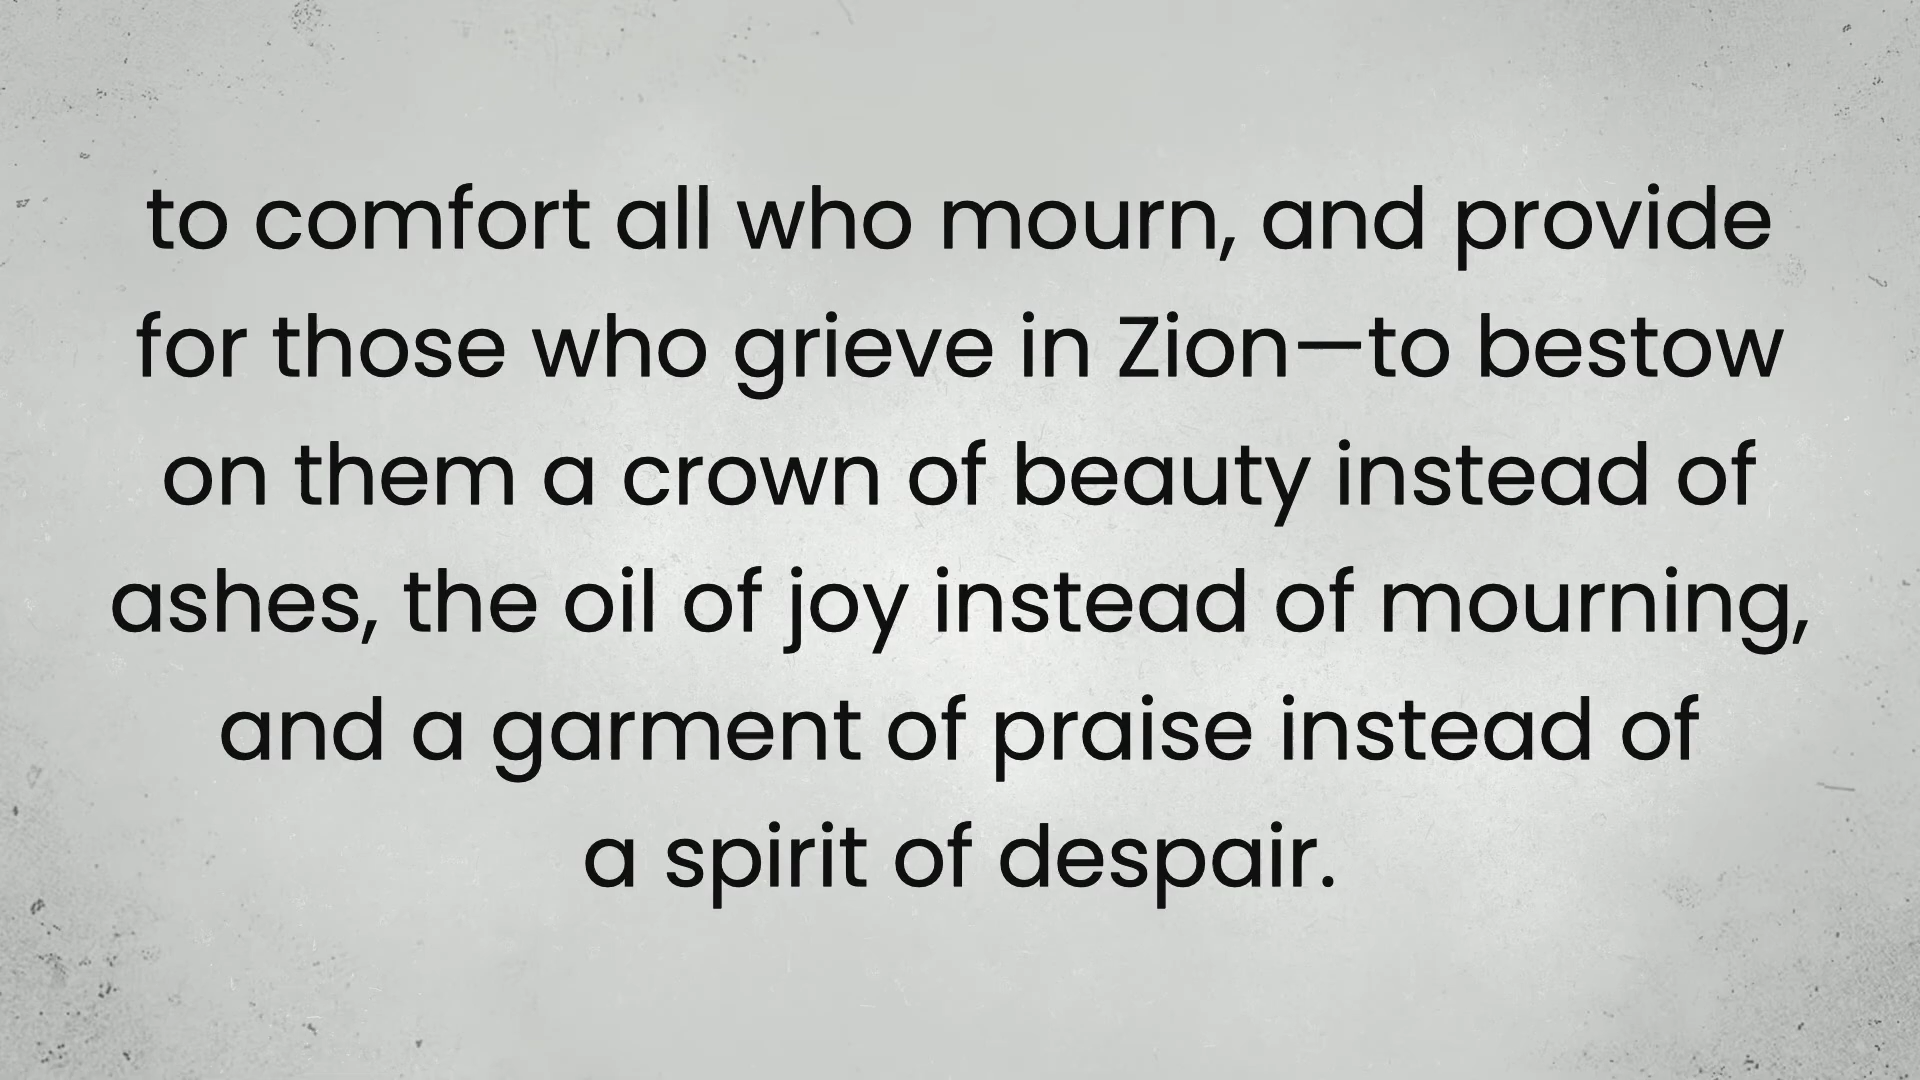 to comfort all who mourn, and provide
for those who grieve in Zion—to bestow
on them a crown of beauty instead of
ashes, the oil of joy instead of mourning,
and a garment of praise instead of
a spirit of despair.